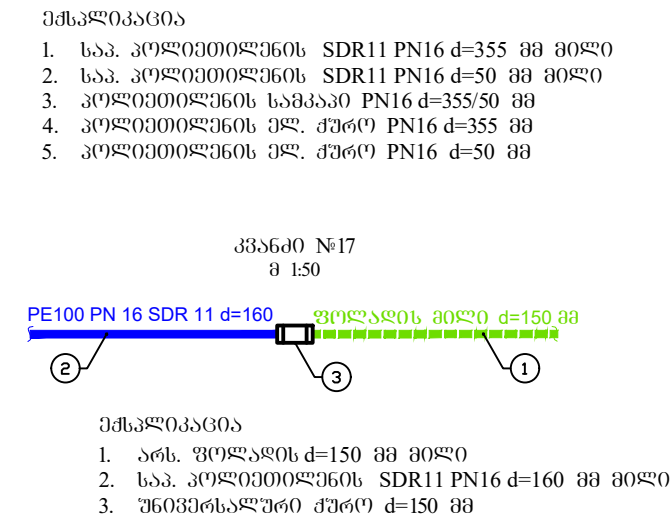 ექსპლიკაცია
1. საპ. პოლიეთილენის SDR11 PN16 d=355 მმ მილი
2. საპ. პოლიეთილენის SDR11 PN16 d=50 მმ მილი
3. პოლიეთილენის სამკაპი PN16 d=355/50 მმ
4. პოლიეთილენის ელ. ქურო PN16 d=355 მმ
5. პოლიეთილენის ელ. ქურო PN16 d=50 მმ
კვანძი №17
მ 1:50
PE100 PN 16 SDR 11 d=160 ფოლადის მილი d=150 მმ
2 3 1
ექსპლიკაცია
1. არს. ფოლადის d=150 მმ მილი
2. საპ. პოლიეთილენის SDR11 PN16 d=160 მმ მილი
3. უნივერსალური ქურო d=150 მმ